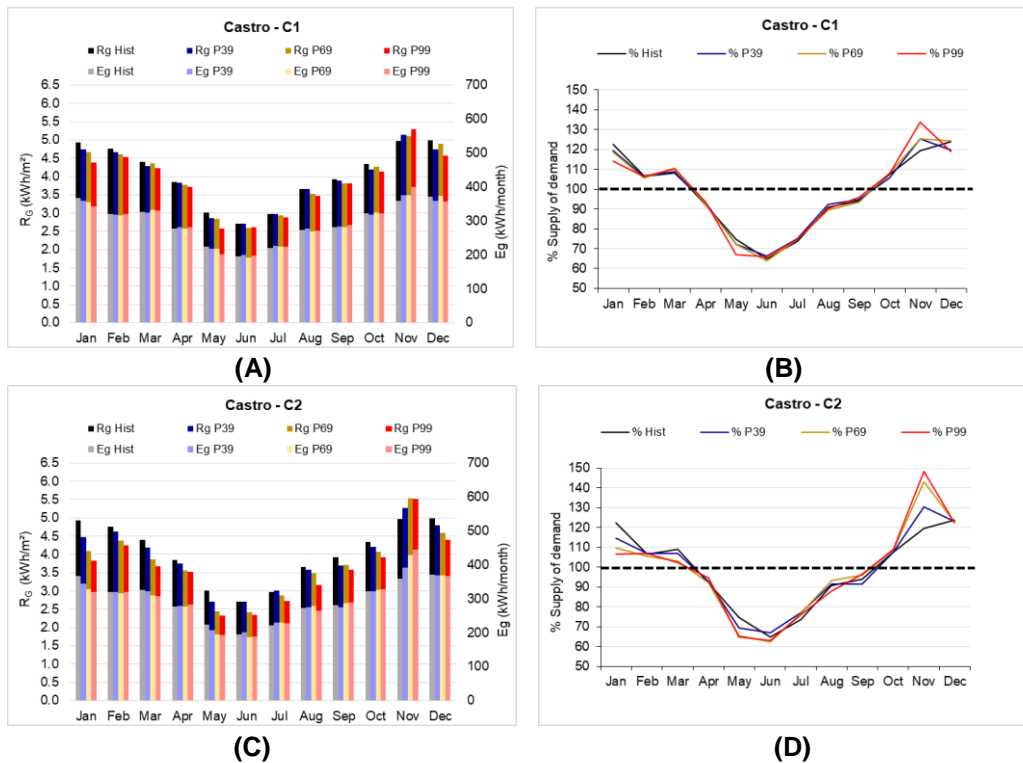 Castro - C1
Rg Hist Rg P39 Rg P69 Rg P99
Eg Hist Eg P39 Eg P69 Eg P99
6.5
6.0
5.5
5.0
4.5
4.0
3.5
3.0
2.5
2.0
1.5
1.0
0.5
0.0
R_G (kWh/m²)
700
600
500
400
300
200
100
0
Eg (kWh/month)
Jan Feb Mar Apr May Jun Jul Aug Sep Oct Nov Dec
(A)
Castro - C1
% Hist % P39 % P69 % P99
150
140
130
120
110
100
90
80
70
60
50
% Supply of demand
Jan Feb Mar Apr May Jun Jul Aug Sep Oct Nov Dec
(B)
Castro - C2
Rg Hist Rg P39 Rg P69 Rg P99
Eg Hist Eg P39 Eg P69 Eg P99
6.5
6.0
5.5
5.0
4.5
4.0
3.5
3.0
2.5
2.0
1.5
1.0
0.5
0.0
R_G (kWh/m²)
700
600
500
400
300
200
100
0
Eg (kWh/month)
Jan Feb Mar Apr May Jun Jul Aug Sep Oct Nov Dec
(C)
Castro - C2
% Hist % P39 % P69 % P99
150
140
130
120
110
100
90
80
70
60
50
% Supply of demand
Jan Feb Mar Apr May Jun Jul Aug Sep Oct Nov Dec
(D)